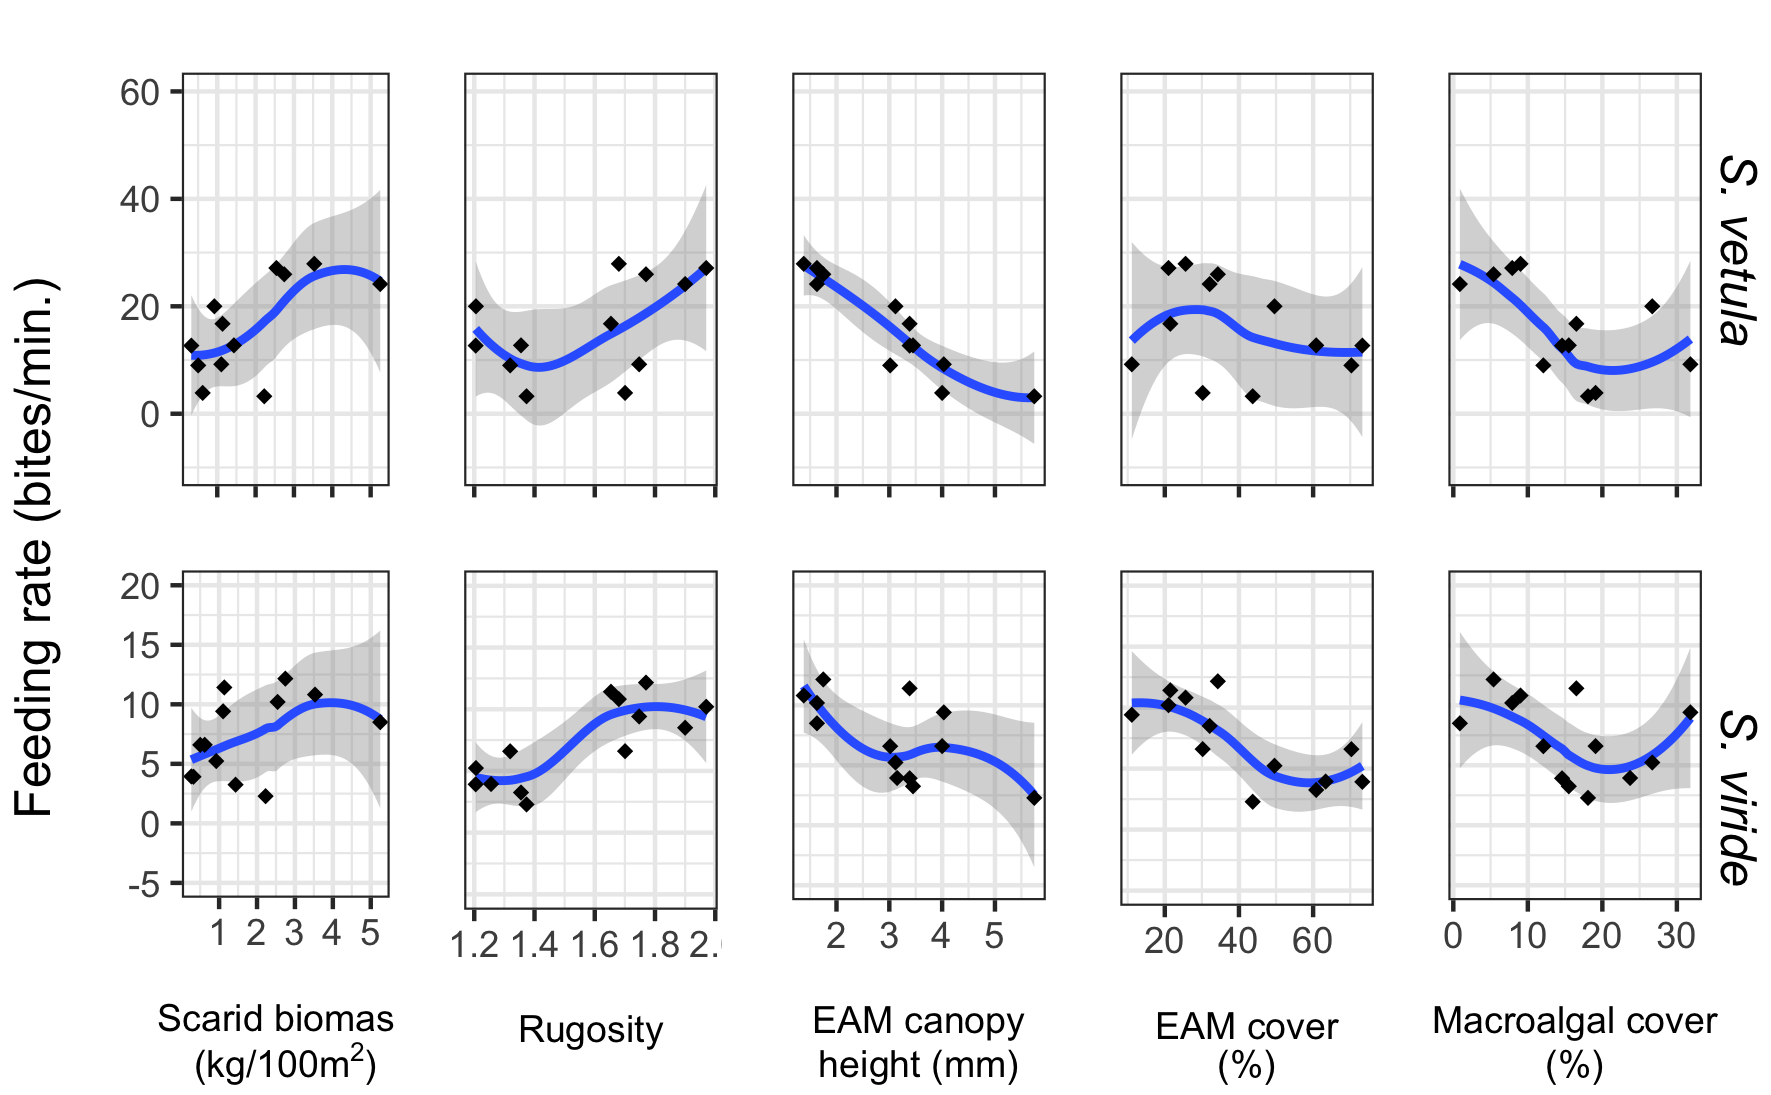 Feeding rate (bites/min.)
60
40
20
0
S. vetula
20
15
10
5
0
-5
S. viride
1 2 3 4 5
1.2 1.4 1.6 1.8 2.
2 3 4 5
20 40 60
0 10 20 30
Scarid biomas
(kg/100m²)
Rugosity
EAM canopy
height (mm)
EAM cover
(%)
Macroalgal cover
(%)